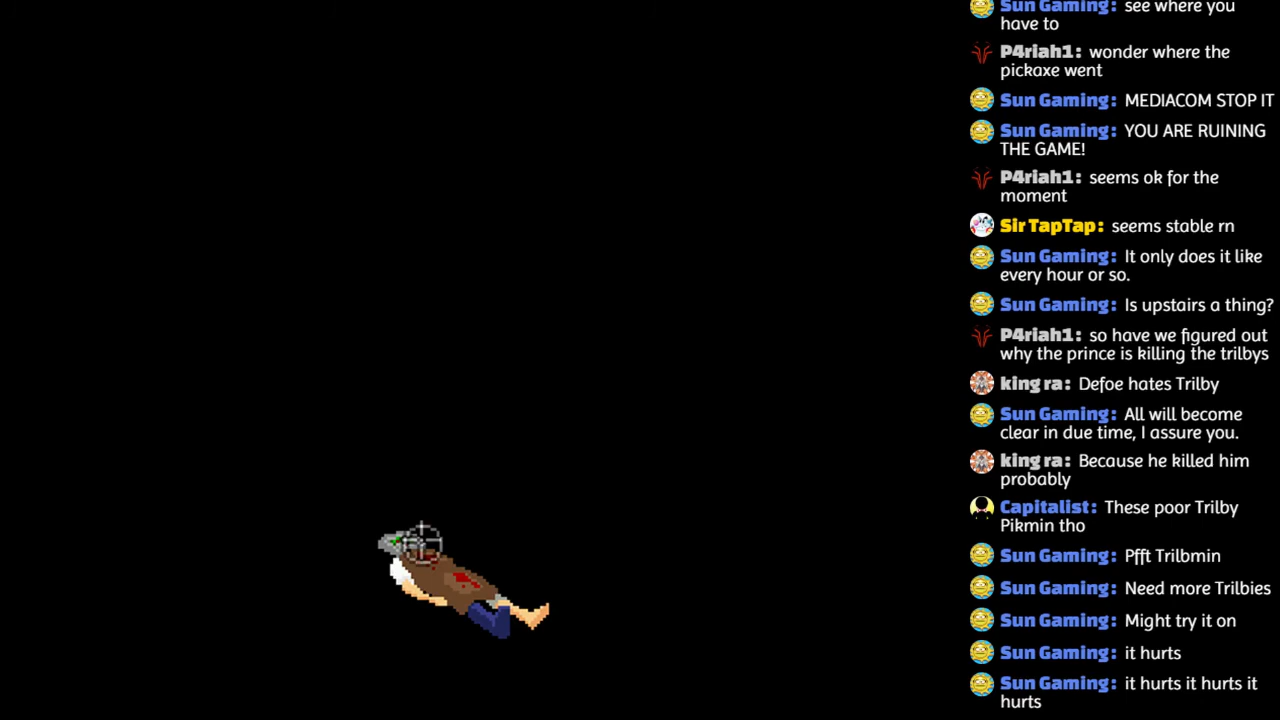 Sun Gaming: see where you
have to
P4riah1: wonder where the
pickaxe went
Sun Gaming: MEDIACOM STOP IT
Sun Gaming: YOU ARE RUINING
THE GAME!
P4riah1: seems ok for the
moment
Sir TapTap: seems stable rn
Sun Gaming: It only does it like
every hour or so.
Sun Gaming: Is upstairs a thing?
P4riah1: so have we figured out
why the prince is killing the trilbys
king ra: Defoe hates Trilby
Sun Gaming: All will become
clear in due time, I assure you.
king ra: Because he killed him
probably
Capitalist: These poor Trilby
Pikmin tho
Sun Gaming: Pfft Trilbmin
Sun Gaming: Need more Trilbies
Sun Gaming: Might try it on
Sun Gaming: it hurts
Sun Gaming: it hurts it hurts it
hurts